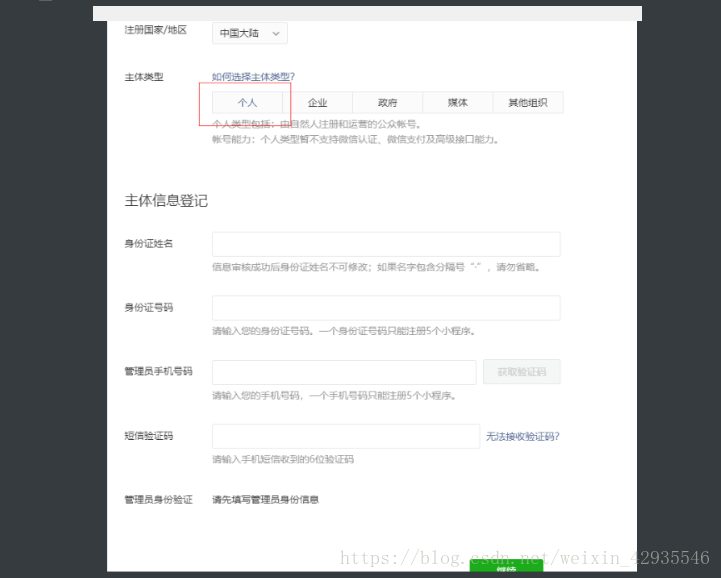 注册国家/地区 中国大陆
主体类型 如何选择主体类型?
个人 企业 政府 媒体 其他组织
个人类型包括：由自然人注册和运营的公众帐号。
帐号能力：个人类型暂不支持微信认证、微信支付及高级接口能力。
主体信息登记
身份证姓名
信息审核成功后身份证姓名不可修改；如果名字包含分隔号“·”，请勿省略。
身份证号码
请输入您的身份证号码。一个身份证号码只能注册5个小程序。
管理员手机号码 获取验证码
请输入您的手机号码，一个手机号码只能注册5个小程序。
短信验证码 无法接收验证码?
请输入手机短信收到的6位验证码
管理员身份验证 请先填写管理员身份信息
https://blog.csdn.net/weixin_42935546
继续